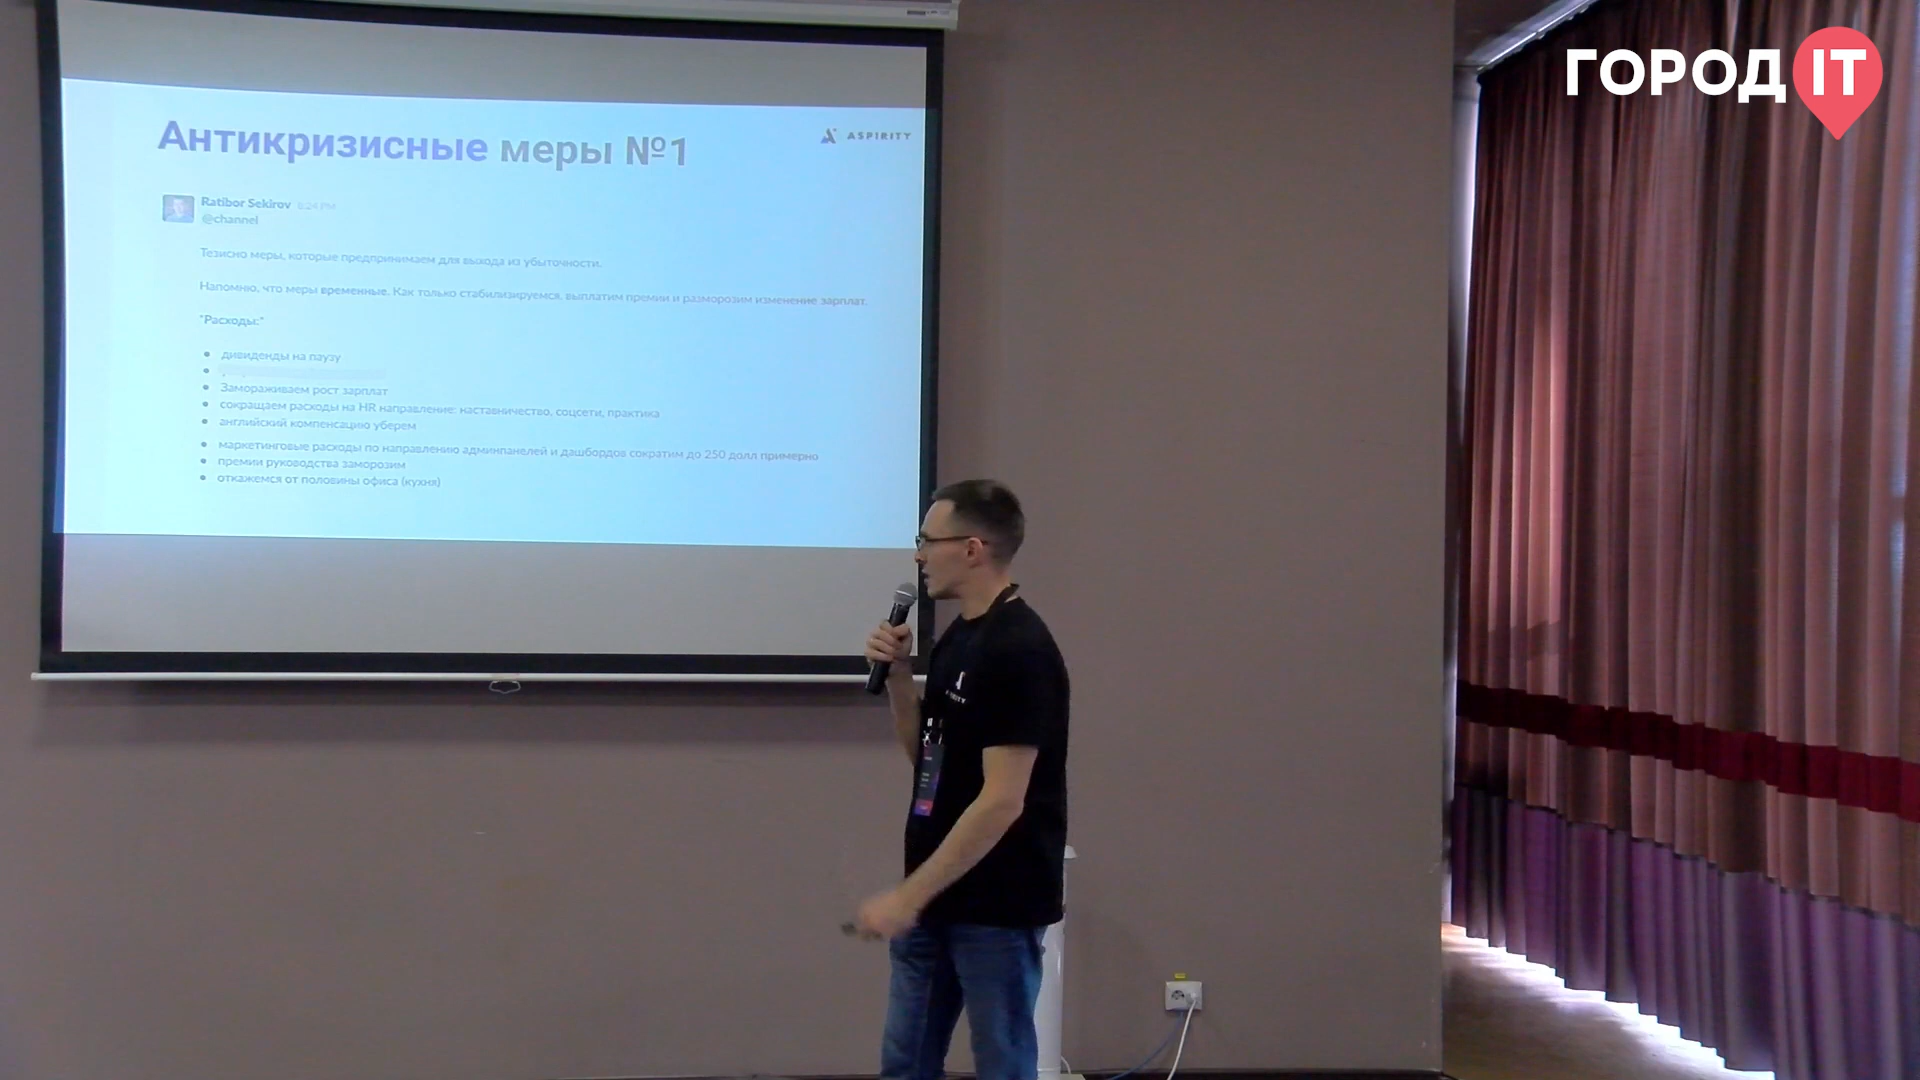 ГОРОД IT
Антикризисные меры №1
ASPIRITY
Ratibor Sekirov 6:24 PM
@channel
Тезисно меры, которые предпринимаем для выхода из убыточности.
Напомню, что меры временные. Как только стабилизируемся, выплатим премии и разморозим изменение зарплат.
*Расходы:*
дивиденды на паузу
Замораживаем рост зарплат
сокращаем расходы на HR направление: наставничество, соцсети, практика
английский компенсацию уберем
маркетинговые расходы по направлению админпанелей и дашбордов сократим до 250 долл примерно
премии руководства заморозим
откажемся от половины офиса (кухня)